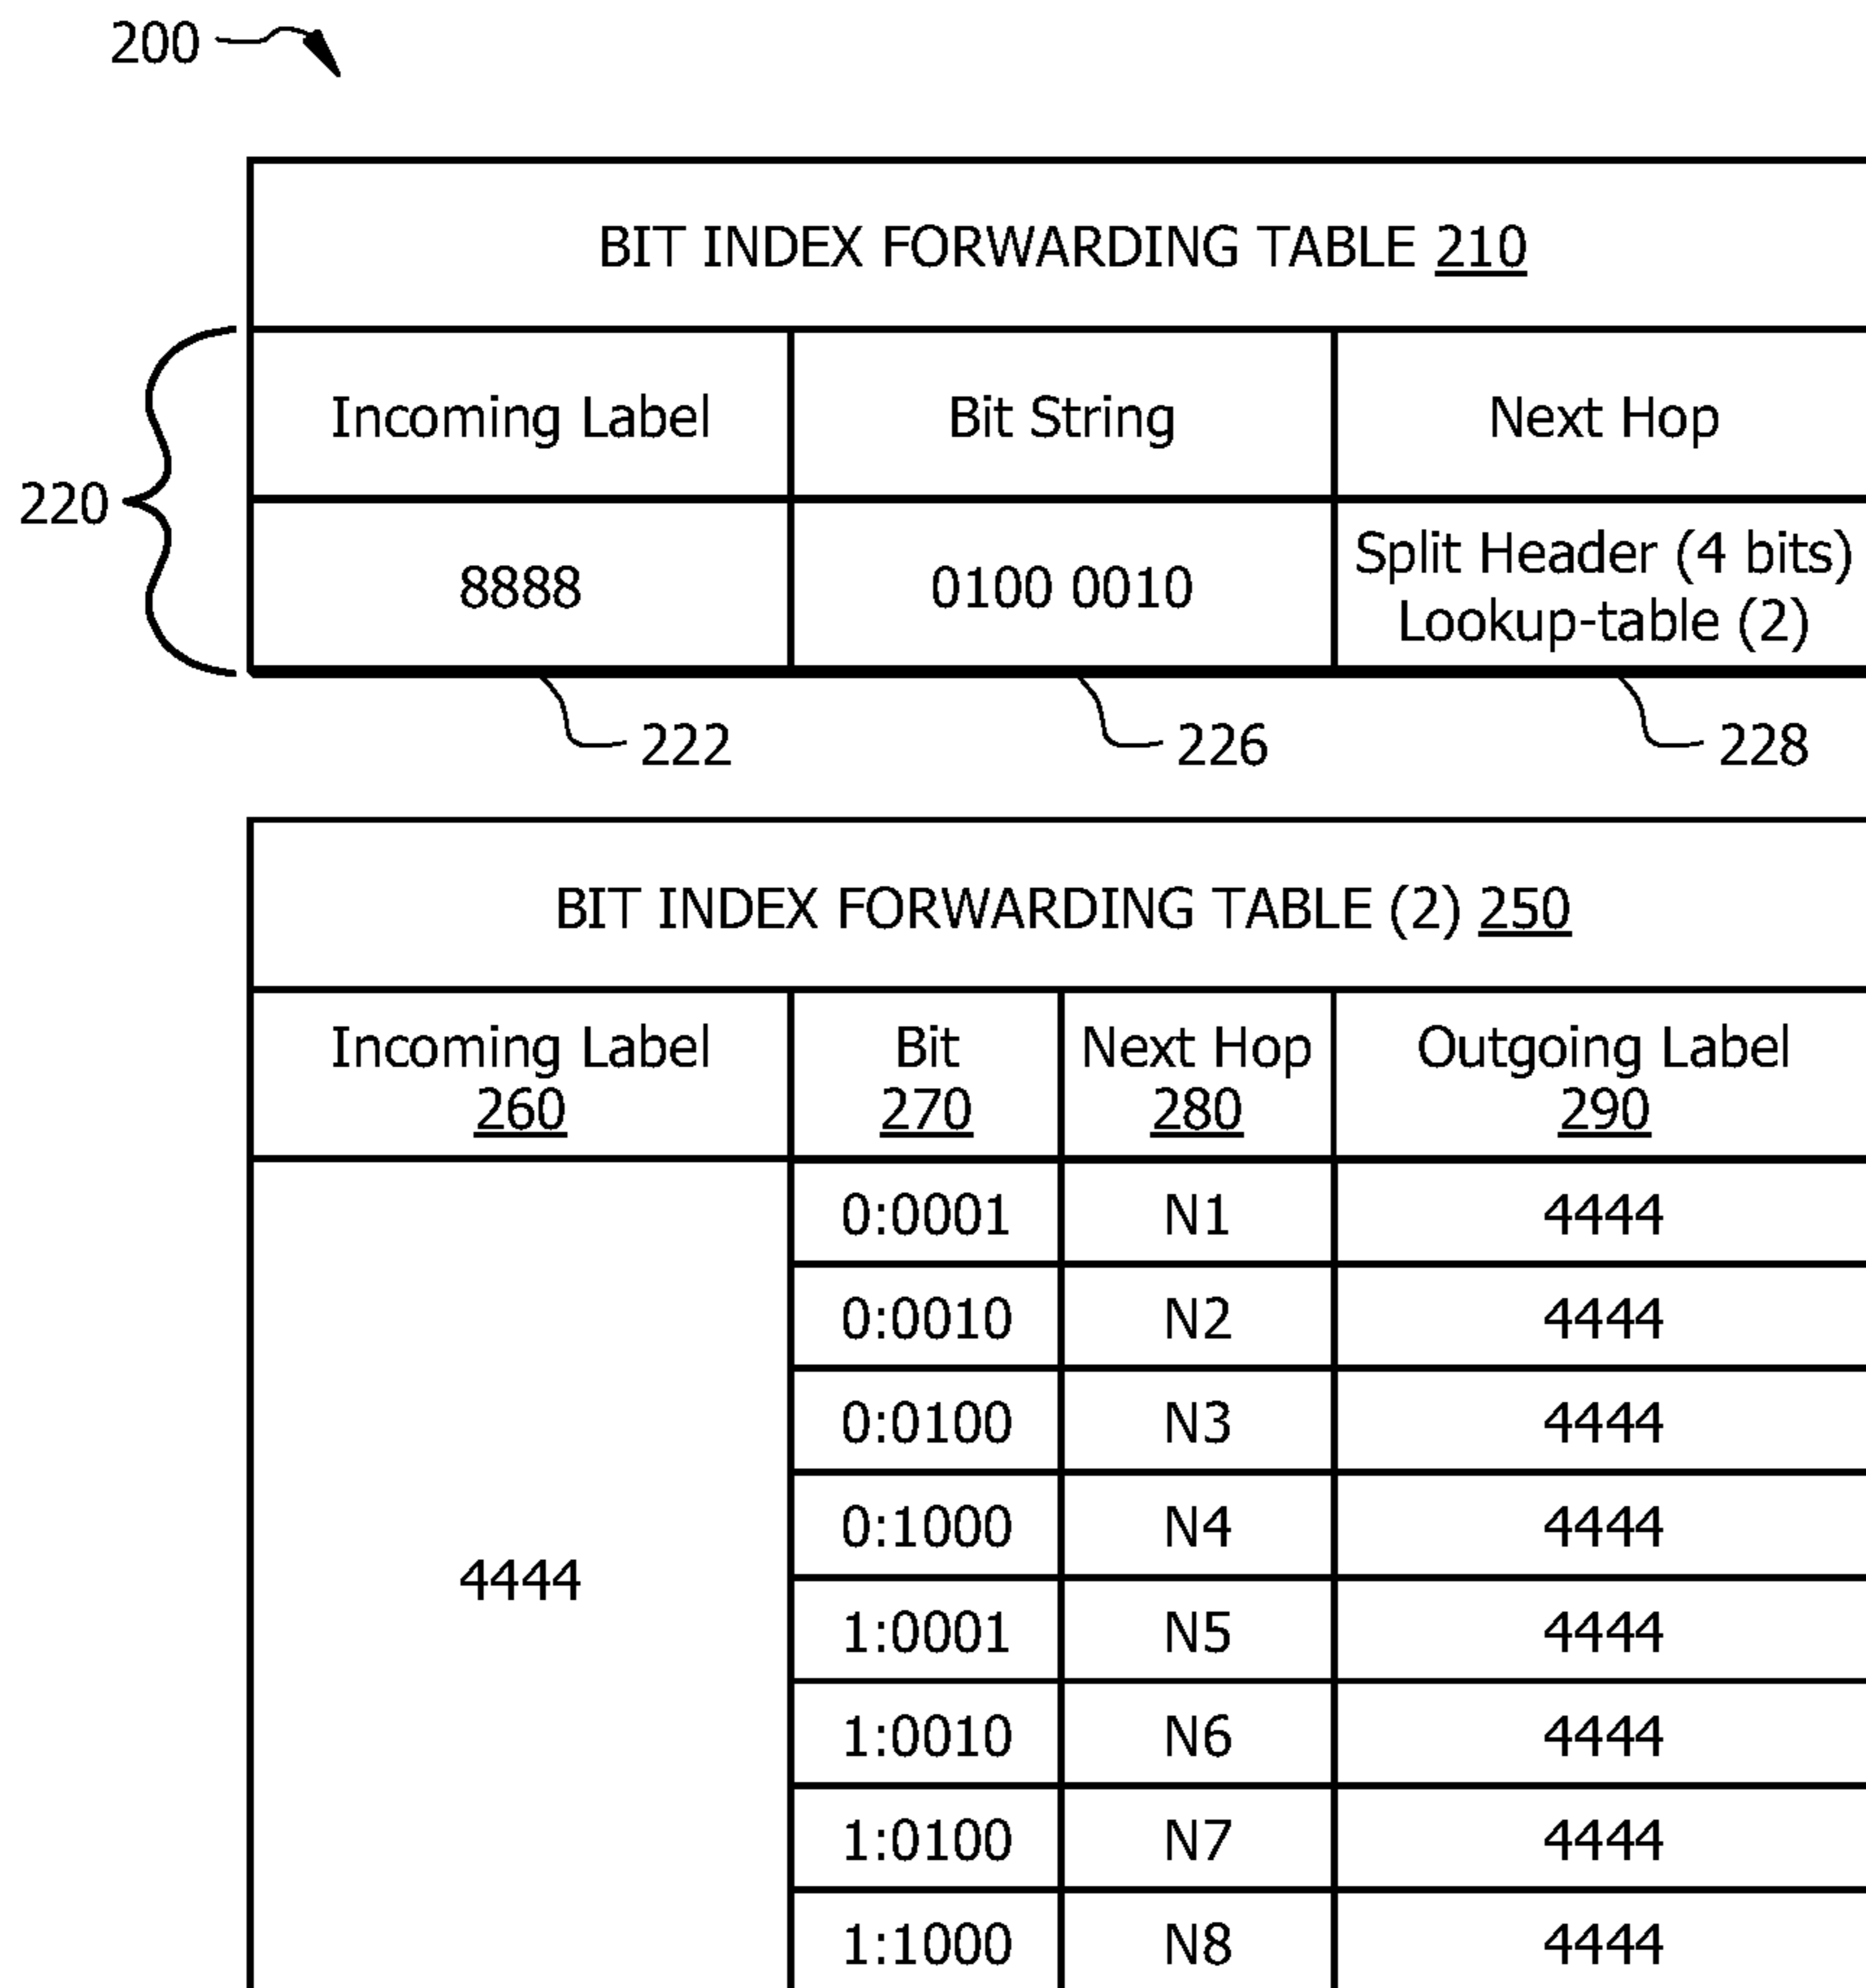 200
BIT INDEX FORWARDING TABLE 210
220
Incoming Label Bit String Next Hop
8888 0100 0010 Split Header (4 bits)
Lookup-table (2)
222 226 228
BIT INDEX FORWARDING TABLE (2) 250
Incoming Label Bit Next Hop Outgoing Label
260 270 280 290
4444
0:0001 N1 4444
0:0010 N2 4444
0:0100 N3 4444
0:1000 N4 4444
1:0001 N5 4444
1:0010 N6 4444
1:0100 N7 4444
1:1000 N8 4444